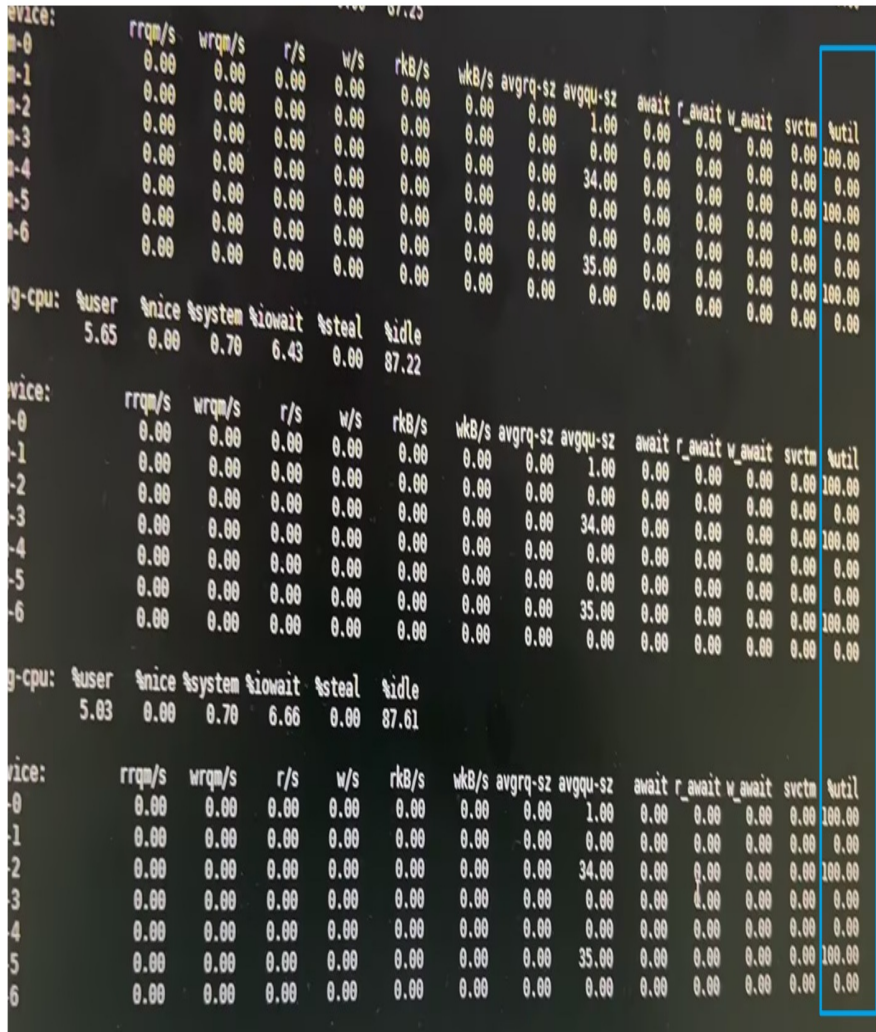 87.25
evice: rrqm/s wrqm/s r/s w/s rkB/s wkB/s avgrq-sz avgqu-sz await r_await w_await svctm %util
m-0 0.00 0.00 0.00 0.00 0.00 0.00 0.00 1.00 0.00 0.00 0.00 0.00 100.00
-1 0.00 0.00 0.00 0.00 0.00 0.00 0.00 0.00 0.00 0.00 0.00 0.00 0.00
m-2 0.00 0.00 0.00 0.00 0.00 0.00 0.00 34.00 0.00 0.00 0.00 0.00 100.00
m-3 0.00 0.00 0.00 0.00 0.00 0.00 0.00 0.00 0.00 0.00 0.00 0.00 0.00
-4 0.00 0.00 0.00 0.00 0.00 0.00 0.00 0.00 0.00 0.00 0.00 0.00 0.00
m-5 0.00 0.00 0.00 0.00 0.00 0.00 0.00 35.00 0.00 0.00 0.00 0.00 100.00
-6 0.00 0.00 0.00 0.00 0.00 0.00 0.00 0.00 0.00 0.00 0.00 0.00 0.00
vg-cpu: %user %nice %system %iowait %steal %idle
5.65 0.00 0.70 6.43 0.00 87.22
vice: rrqm/s wrqm/s r/s w/s rkB/s wkB/s avgrq-sz avgqu-sz await r_await w_await svctm %util
-0 0.00 0.00 0.00 0.00 0.00 0.00 0.00 1.00 0.00 0.00 0.00 0.00 100.00
-1 0.00 0.00 0.00 0.00 0.00 0.00 0.00 0.00 0.00 0.00 0.00 0.00 0.00
-2 0.00 0.00 0.00 0.00 0.00 0.00 0.00 34.00 0.00 0.00 0.00 0.00 100.00
-3 0.00 0.00 0.00 0.00 0.00 0.00 0.00 0.00 0.00 0.00 0.00 0.00 0.00
-4 0.00 0.00 0.00 0.00 0.00 0.00 0.00 0.00 0.00 0.00 0.00 0.00 0.00
-5 0.00 0.00 0.00 0.00 0.00 0.00 0.00 35.00 0.00 0.00 0.00 0.00 100.00
-6 0.00 0.00 0.00 0.00 0.00 0.00 0.00 0.00 0.00 0.00 0.00 0.00 0.00
g-cpu: %user %nice %system %iowait %steal %idle
5.03 0.00 0.70 6.66 0.00 87.61
vice: rrqm/s wrqm/s r/s w/s rkB/s wkB/s avgrq-sz avgqu-sz await r_await w_await svctm %util
-0 0.00 0.00 0.00 0.00 0.00 0.00 0.00 1.00 0.00 0.00 0.00 0.00 100.00
-1 0.00 0.00 0.00 0.00 0.00 0.00 0.00 0.00 0.00 0.00 0.00 0.00 0.00
-2 0.00 0.00 0.00 0.00 0.00 0.00 0.00 34.00 0.00 0.00 0.00 0.00 100.00
-3 0.00 0.00 0.00 0.00 0.00 0.00 0.00 0.00 0.00 0.00 0.00 0.00 0.00
-4 0.00 0.00 0.00 0.00 0.00 0.00 0.00 0.00 0.00 0.00 0.00 0.00 0.00
-5 0.00 0.00 0.00 0.00 0.00 0.00 0.00 35.00 0.00 0.00 0.00 0.00 100.00
-6 0.00 0.00 0.00 0.00 0.00 0.00 0.00 0.00 0.00 0.00 0.00 0.00 0.00